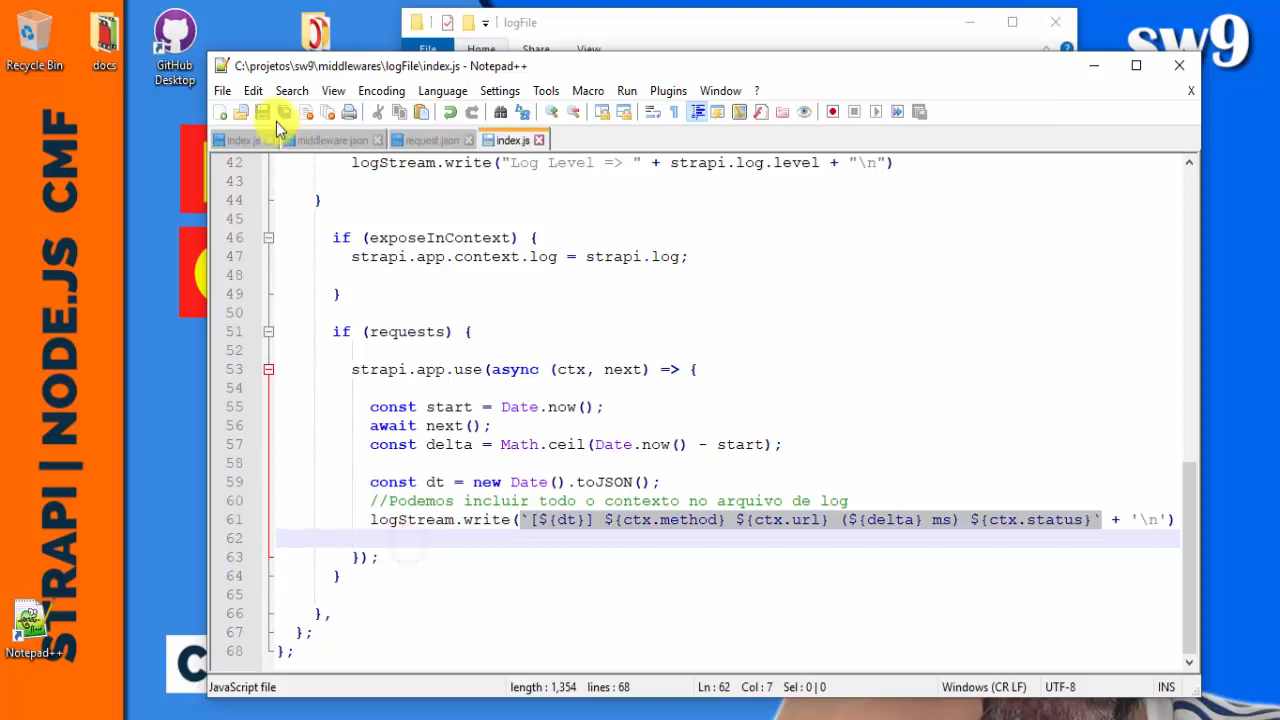 Recycle Bin
docs
GitHub
Desktop
Notepad++
STRAPI | NODE.JS CMF
sw9
logFile
File
Home
Share
View
C:\projetos\sw9\middlewares\logFile\index.js - Notepad++
File Edit Search View Encoding Language Settings Tools Macro Run Plugins Window ? X
index.js middleware.json request.json index.js
42 logStream.write("Log Level => " + strapi.log.level + "\n")
43
44 }
45
46 if (exposeInContext) {
47 strapi.app.context.log = strapi.log;
48
49 }
50
51 if (requests) {
52
53 strapi.app.use(async (ctx, next) => {
54
55 const start = Date.now();
56 await next();
57 const delta = Math.ceil(Date.now() - start);
58
59 const dt = new Date().toJSON();
60 //Podemos incluir todo o contexto no arquivo de log
61 logStream.write(`[${dt}] ${ctx.method} ${ctx.url} (${delta} ms) ${ctx.status}` + '\n')
62
63 });
64 }
65
66 },
67 };
68 };
JavaScript file length : 1,354 lines : 68 Ln : 62 Col : 7 Sel : 0 | 0 Windows (CR LF) UTF-8 INS
C